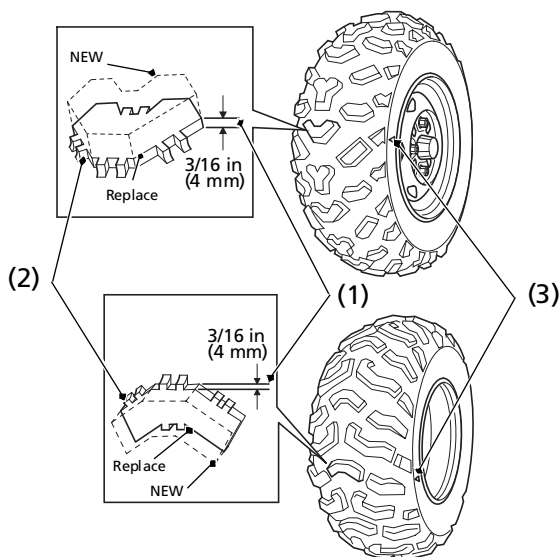 NEW
3/16 in
(4 mm)
Replace
(2)
(1)
(3)
3/16 in
(4 mm)
Replace
NEW